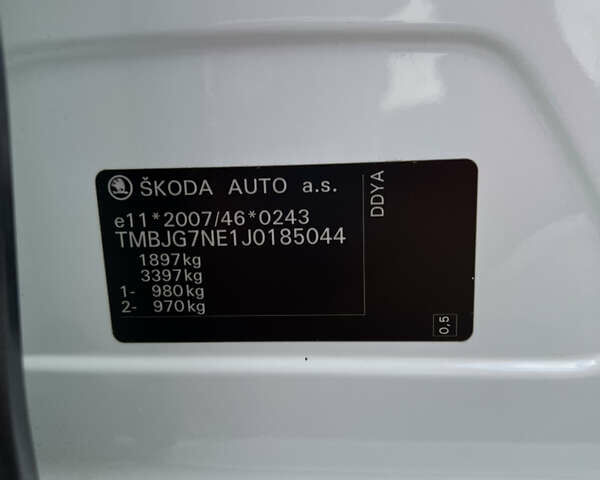 ŠKODA AUTO a.s.
e11*2007/46*0243
TMBJG7NE1J0185044
1897kg
3397kg
1- 980kg
2- 970kg
DDYA
0,5